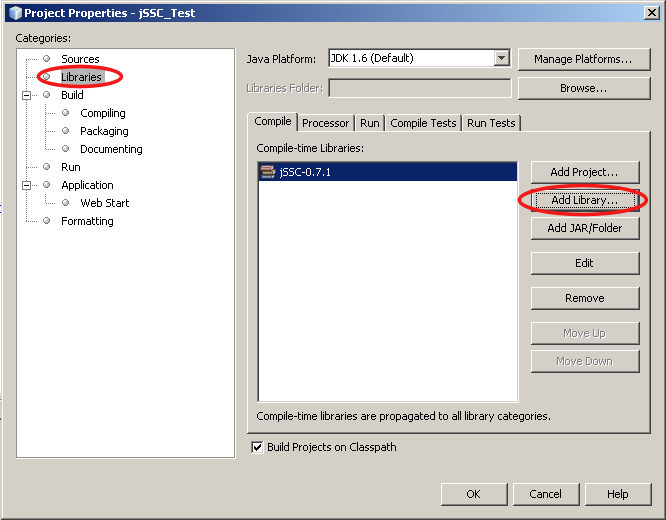 Project Properties - jSSC_Test
Categories:
Sources
Libraries
Build
Compiling
Packaging
Documenting
Run
Application
Web Start
Formatting
Java Platform: JDK 1.6 (Default) Manage Platforms...
Libraries Folder: Browse...
Compile Processor Run Compile Tests Run Tests
Compile-time Libraries:
jSSC-0.7.1
Add Project...
Add Library...
Add JAR/Folder
Edit
Remove
Move Up
Move Down
Compile-time libraries are propagated to all library categories.
Build Projects on Classpath
OK Cancel Help